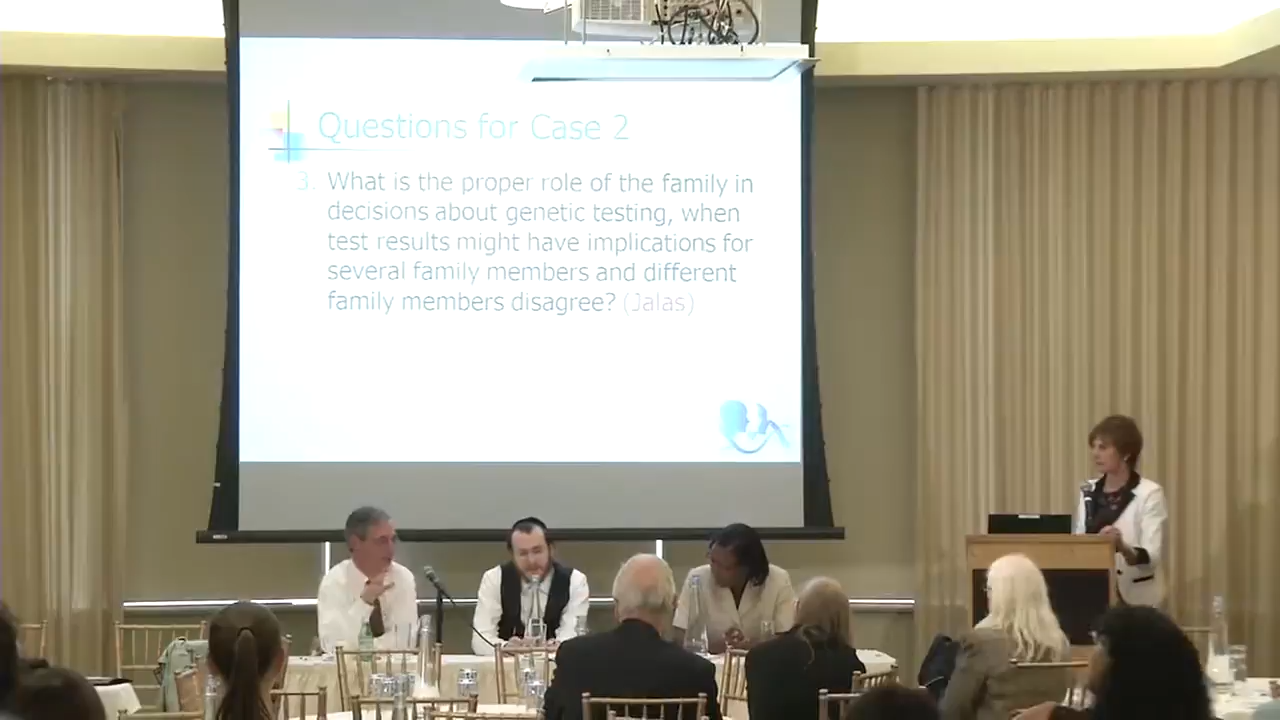 Questions for Case 2
3. What is the proper role of the family in
decisions about genetic testing, when
test results might have implications for
several family members and different
family members disagree? (Jalas)